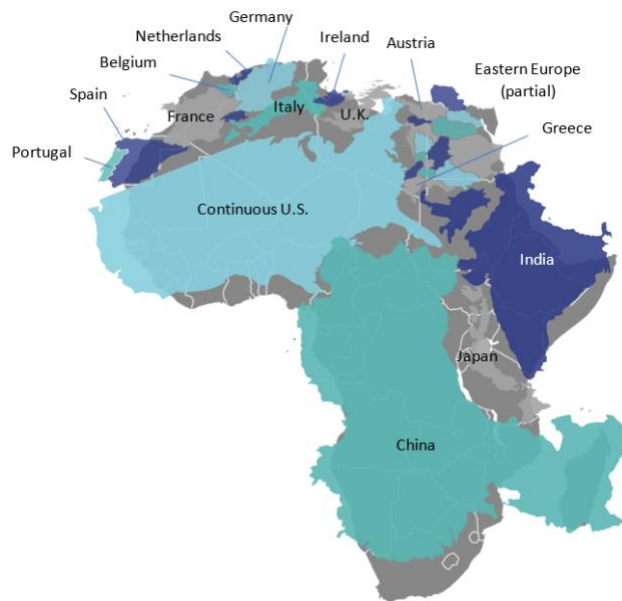 Germany
Netherlands
Ireland
Austria
Belgium
Eastern Europe
(partial)
Spain
Italy
France
U.K.
Greece
Portugal
Continuous U.S.
India
Japan
China